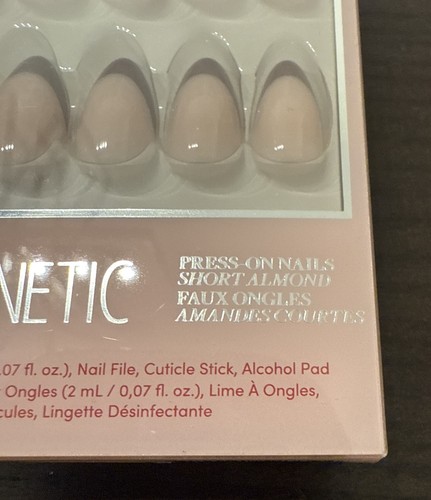 NETIC
PRESS-ON NAILS
SHORT ALMOND
FAUX ONGLES
AMANDES COURTES
.07 fl. oz.), Nail File, Cuticle Stick, Alcohol Pad
Ongles (2 mL / 0,07 fl. oz.), Lime À Ongles,
cules, Lingette Désinfectante